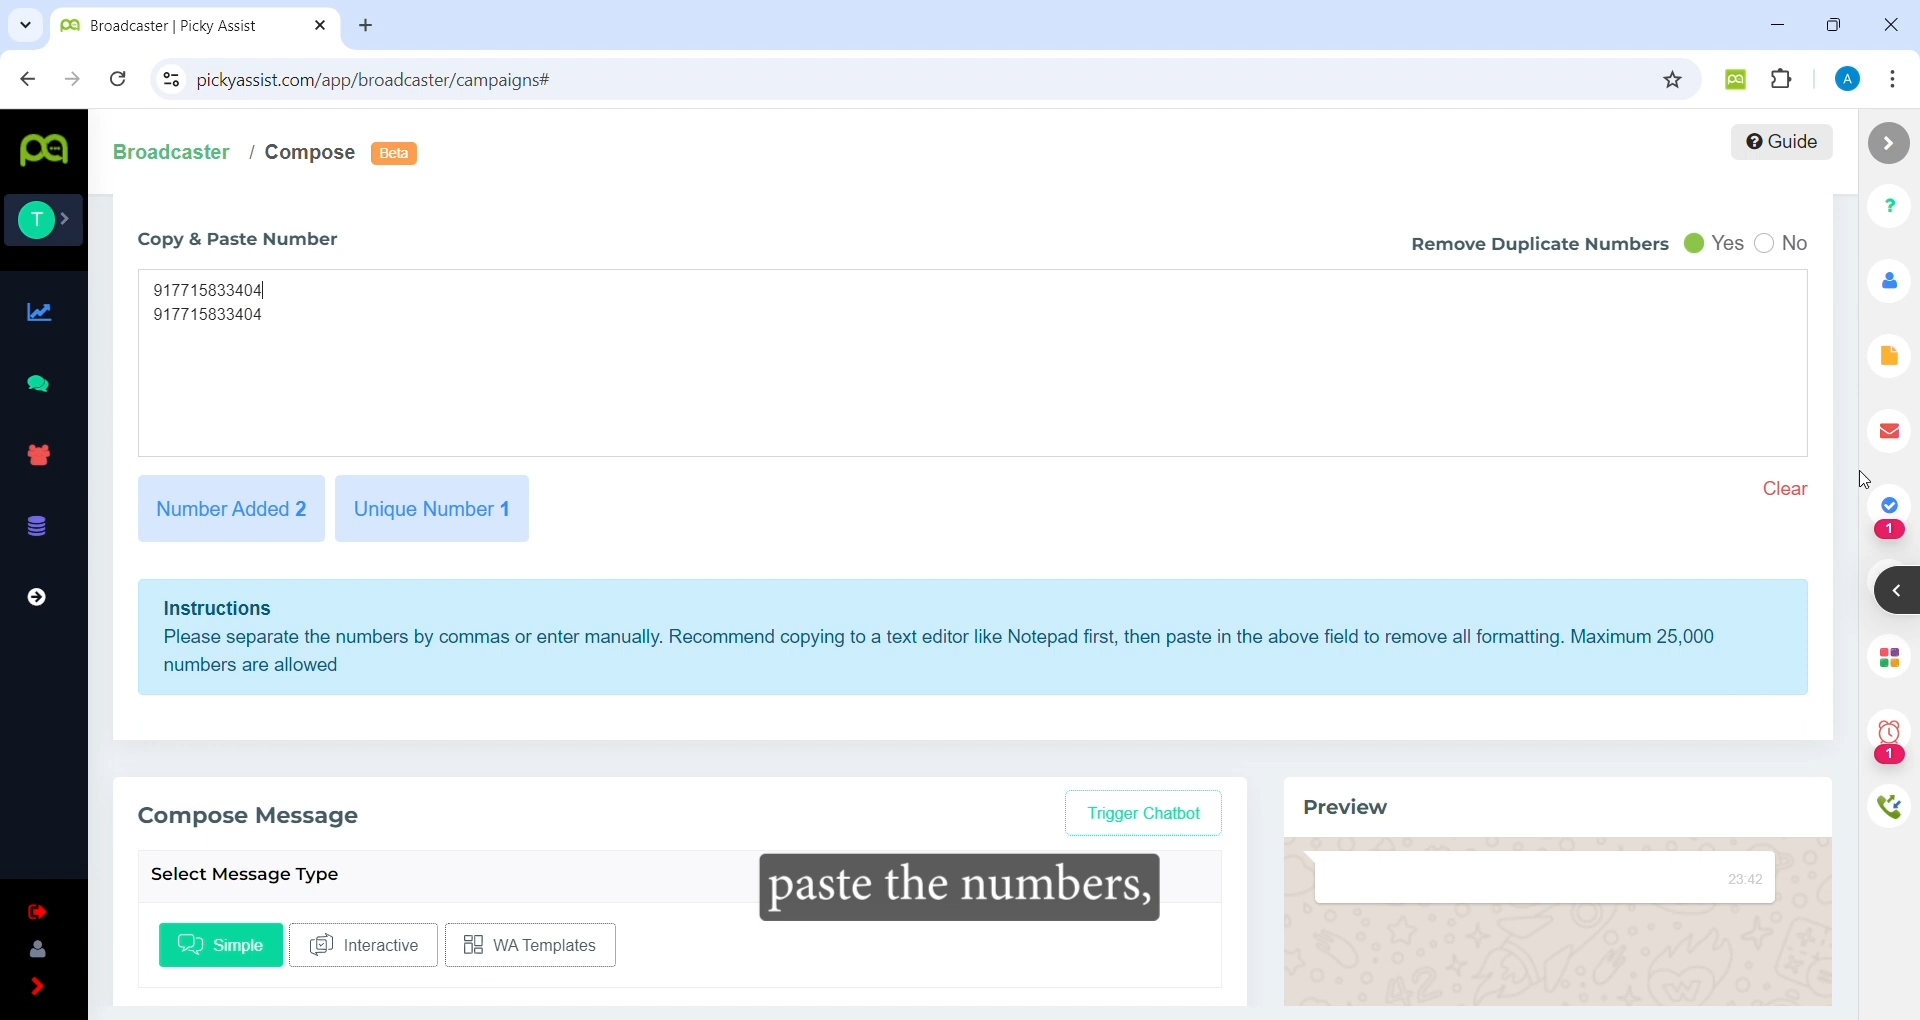 Broadcaster | Picky Assist
pickyassist.com/app/broadcaster/campaigns#
A
Broadcaster / Compose Beta
Guide
T
Copy & Paste Number
Remove Duplicate Numbers Yes No
917715833404
917715833404
Number Added 2
Unique Number 1
Clear
1
Instructions
Please separate the numbers by commas or enter manually. Recommend copying to a text editor like Notepad first, then paste in the above field to remove all formatting. Maximum 25,000
numbers are allowed
1
Compose Message
Trigger Chatbot
Preview
Select Message Type
paste the numbers,
23:42
Simple
Interactive
WA Templates